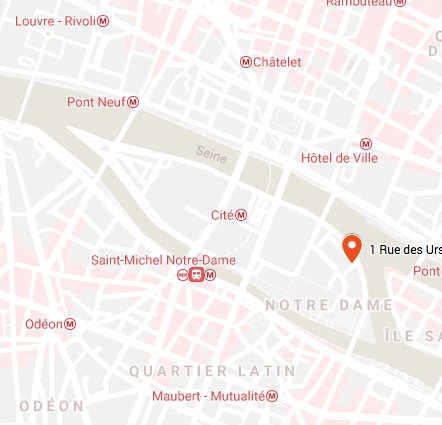 Rambuteau
Louvre - Rivoli M
M Châtelet
Pont Neuf M
Seine
Hôtel de Ville
Cité M
1 Rue des Urs
Saint-Michel Notre-Dame
Pont
NOTRE DAME
Odéon M
ÎLE SA
QUARTIER LATIN
Maubert - Mutualité M
ODÉON